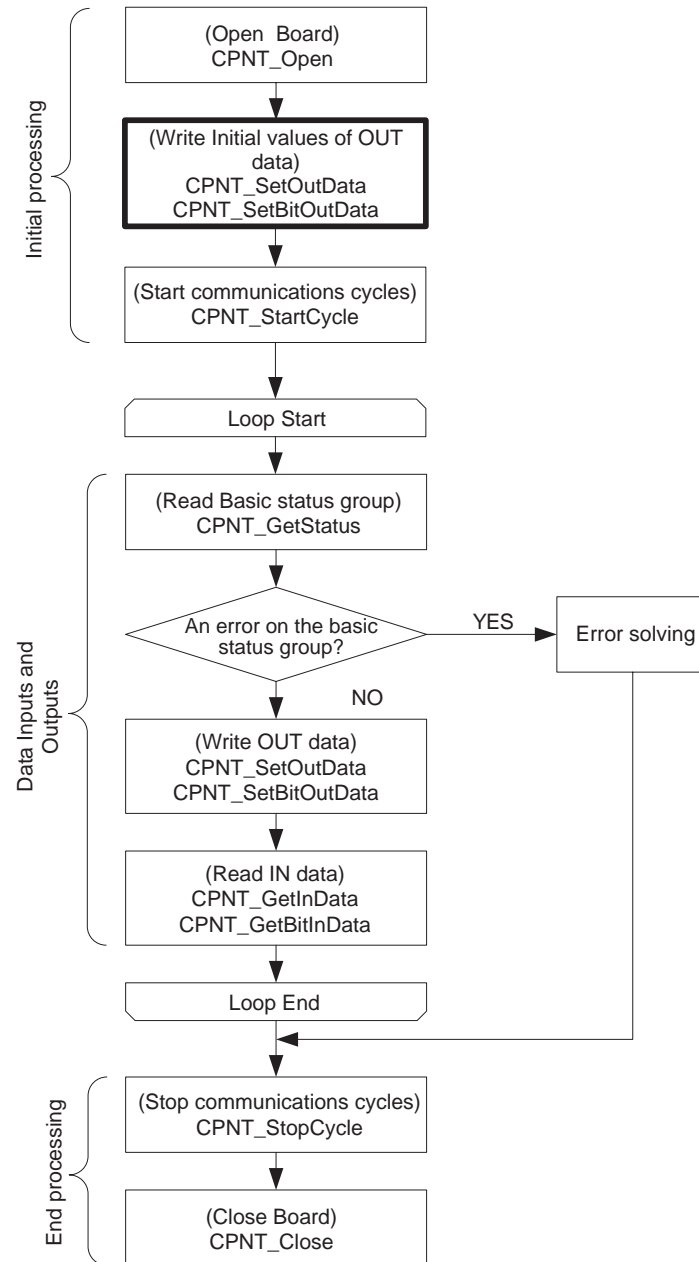 (Open Board)
CPNT_Open
Initial processing
(Write Initial values of OUT
data)
CPNT_SetOutData
CPNT_SetBitOutData
(Start communications cycles)
CPNT_StartCycle
Loop Start
(Read Basic status group)
CPNT_GetStatus
An error on the basic
status group?
YES
Error solving
NO
Data Inputs and
Outputs
(Write OUT data)
CPNT_SetOutData
CPNT_SetBitOutData
(Read IN data)
CPNT_GetInData
CPNT_GetBitInData
Loop End
End processing
(Stop communications cycles)
CPNT_StopCycle
(Close Board)
CPNT_Close